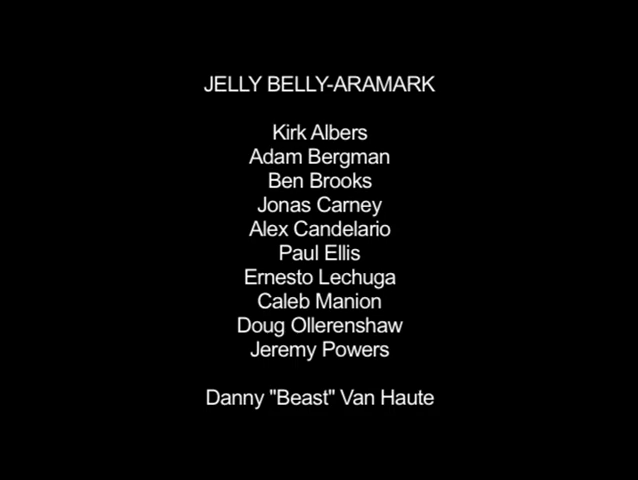 JELLY BELLY-ARAMARK
Kirk Albers
Adam Bergman
Ben Brooks
Jonas Carney
Alex Candelario
Paul Ellis
Ernesto Lechuga
Caleb Manion
Doug Ollerenshaw
Jeremy Powers
Danny "Beast" Van Haute